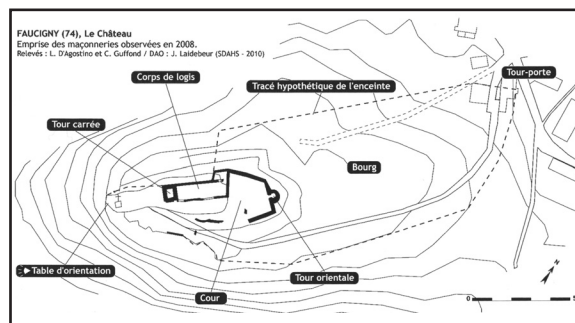 FAUCIGNY (74), Le Château
Emprise des maçonneries observées en 2008.
Relevés : L. D'Agostino et C. Guffond / DAO : J. Laidebeur (SDAHS - 2010)
Corps de logis
Tracé hypothétique de l'enceinte
Tour-porte
Tour carrée
Bourg
Table d'orientation
Tour orientale
Cour
0